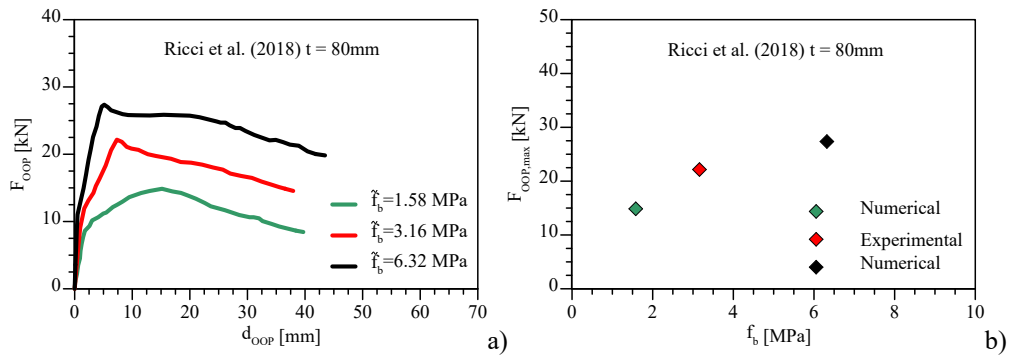 40
30
20
10
0
F_OOP [kN]
Ricci et al. (2018) t = 80mm
f̃_b=1.58 MPa
f̃_b=3.16 MPa
f̃_b=6.32 MPa
0 10 20 30 40 50 60 70
d_OOP [mm]
a)
50
40
30
20
10
0
F_OOP,max [kN]
Ricci et al. (2018) t = 80mm
Numerical
Experimental
Numerical
0 2 4 6 8 10
f_b [MPa]
b)